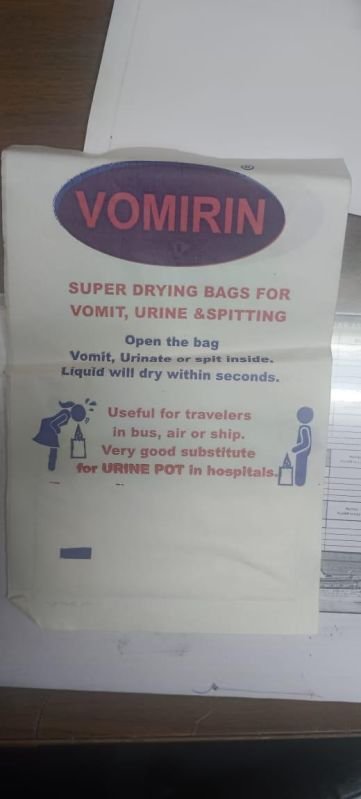 ®
VOMIRIN
SUPER DRYING BAGS FOR
VOMIT, URINE &SPITTING
Open the bag
Vomit, Urinate or spit inside.
Liquid will dry within seconds.
Useful for travelers
in bus, air or ship.
Very good substitute
for URINE POT in hospitals.